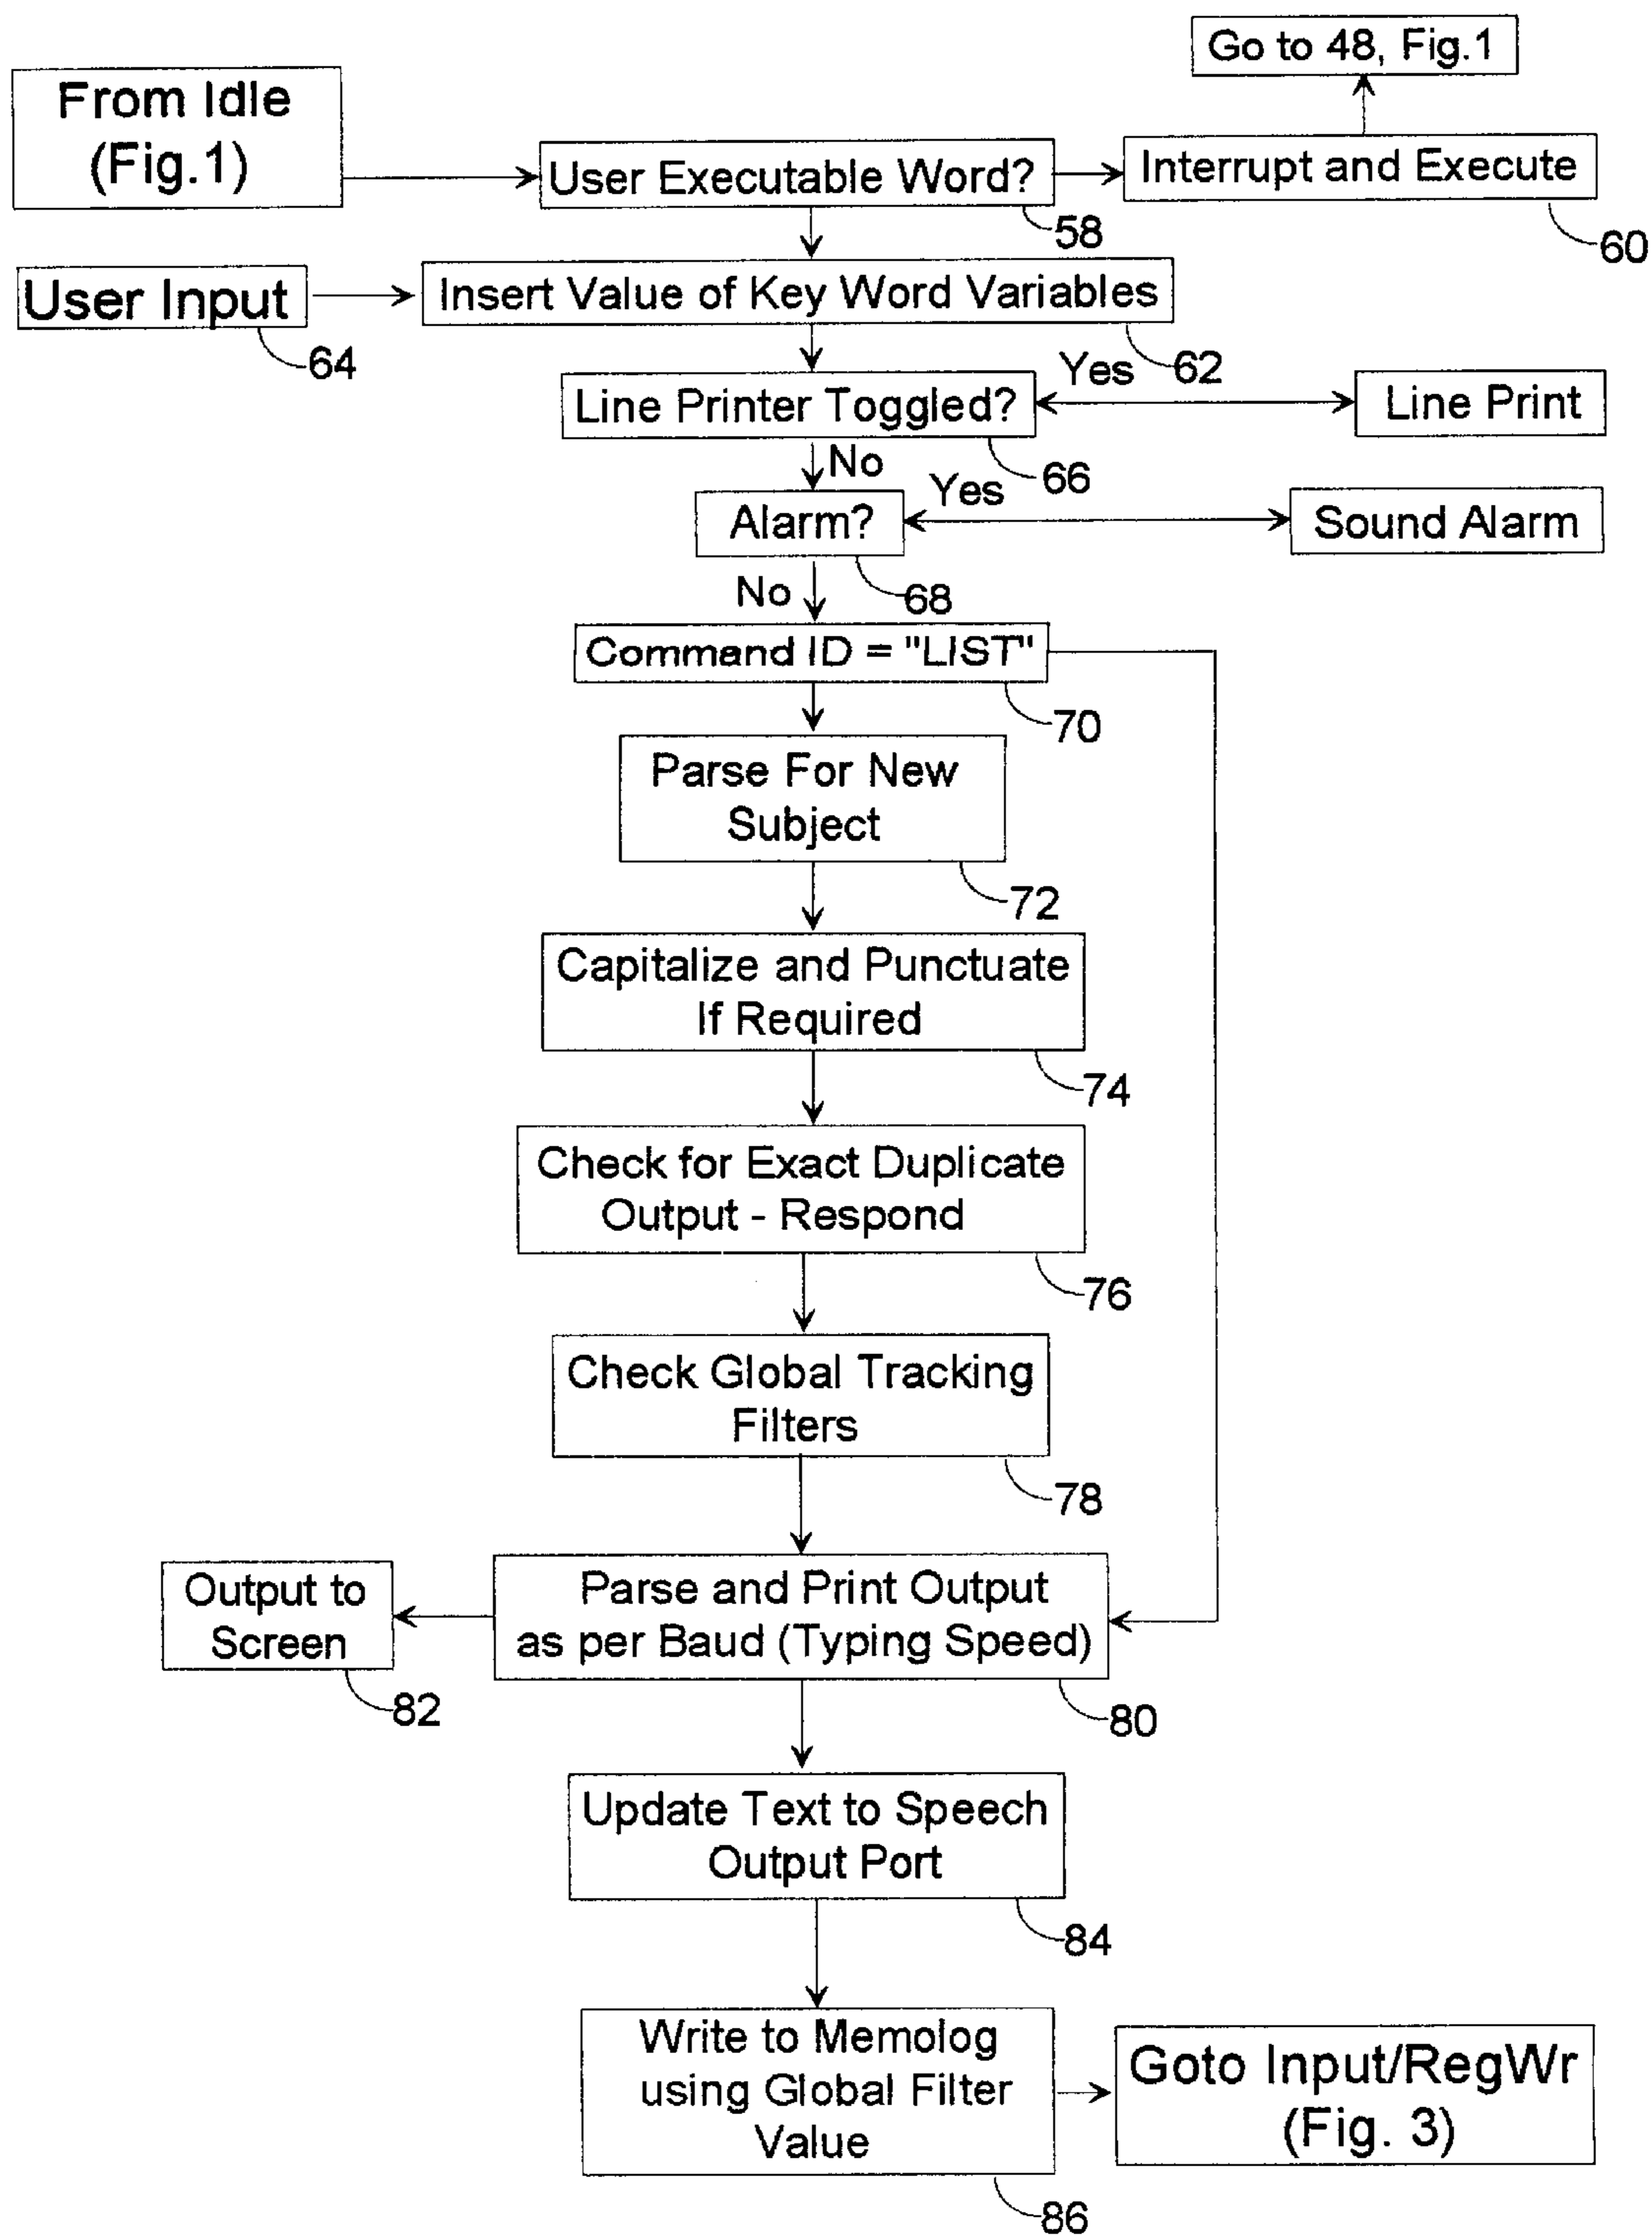 Go to 48, Fig.1
From Idle
(Fig.1)
User Executable Word?
Interrupt and Execute
58
60
User Input
Insert Value of Key Word Variables
64
62
Line Printer Toggled?
Yes
Line Print
66
No
Alarm?
Yes
Sound Alarm
68
No
Command ID = "LIST"
70
Parse For New
Subject
72
Capitalize and Punctuate
If Required
74
Check for Exact Duplicate
Output - Respond
76
Check Global Tracking
Filters
78
Output to
Screen
82
Parse and Print Output
as per Baud (Typing Speed)
80
Update Text to Speech
Output Port
84
Write to Memolog
using Global Filter
Value
86
Goto Input/RegWr
(Fig. 3)